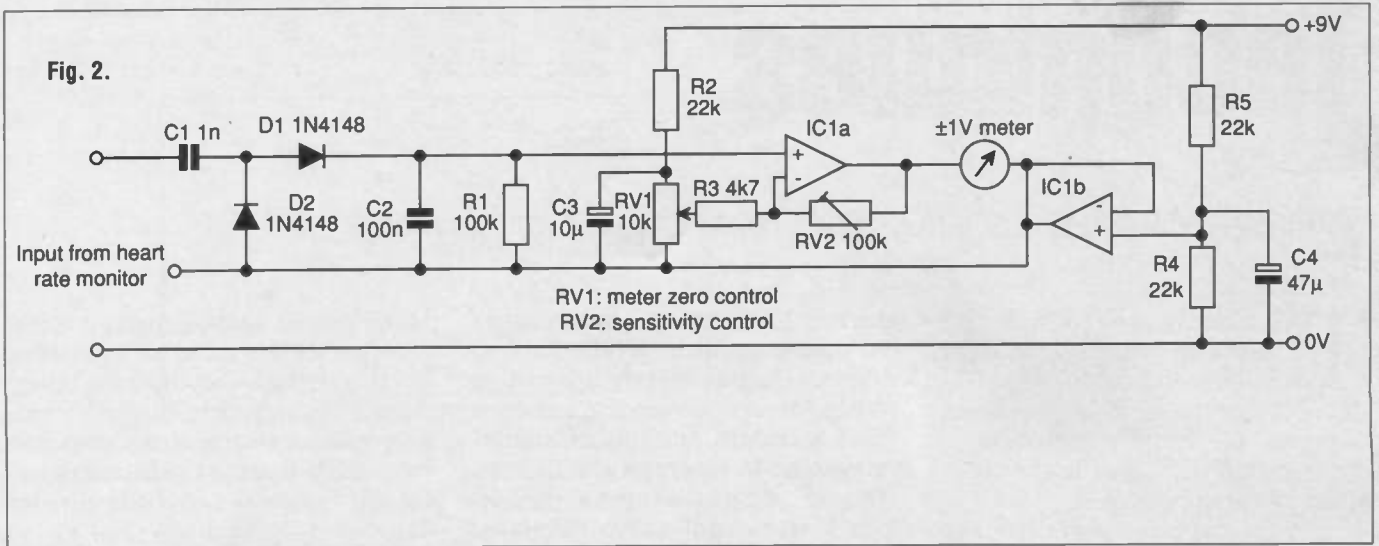 Fig. 2.
+9V
R2
22k
R5
22k
C1 1n
D1 1N4148
IC1a
±1V meter
+
-
D2
1N4148
C2
100n
R1
100k
C3
10µ
RV1
10k
R3 4k7
RV2 100k
IC1b
-
+
R4
22k
C4
47µ
Input from heart
rate monitor
RV1: meter zero control
RV2: sensitivity control
0V